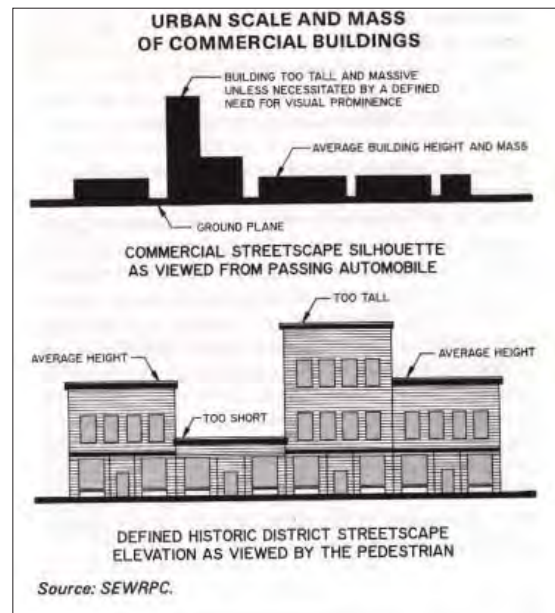 URBAN SCALE AND MASS
OF COMMERCIAL BUILDINGS
BUILDING TOO TALL AND MASSIVE
UNLESS NECESSITATED BY A DEFINED
NEED FOR VISUAL PROMINENCE
AVERAGE BUILDING HEIGHT AND MASS
GROUND PLANE
COMMERCIAL STREETSCAPE SILHOUETTE
AS VIEWED FROM PASSING AUTOMOBILE
TOO TALL
AVERAGE HEIGHT
AVERAGE HEIGHT
TOO SHORT
DEFINED HISTORIC DISTRICT STREETSCAPE
ELEVATION AS VIEWED BY THE PEDESTRIAN
Source: SEWRPC.